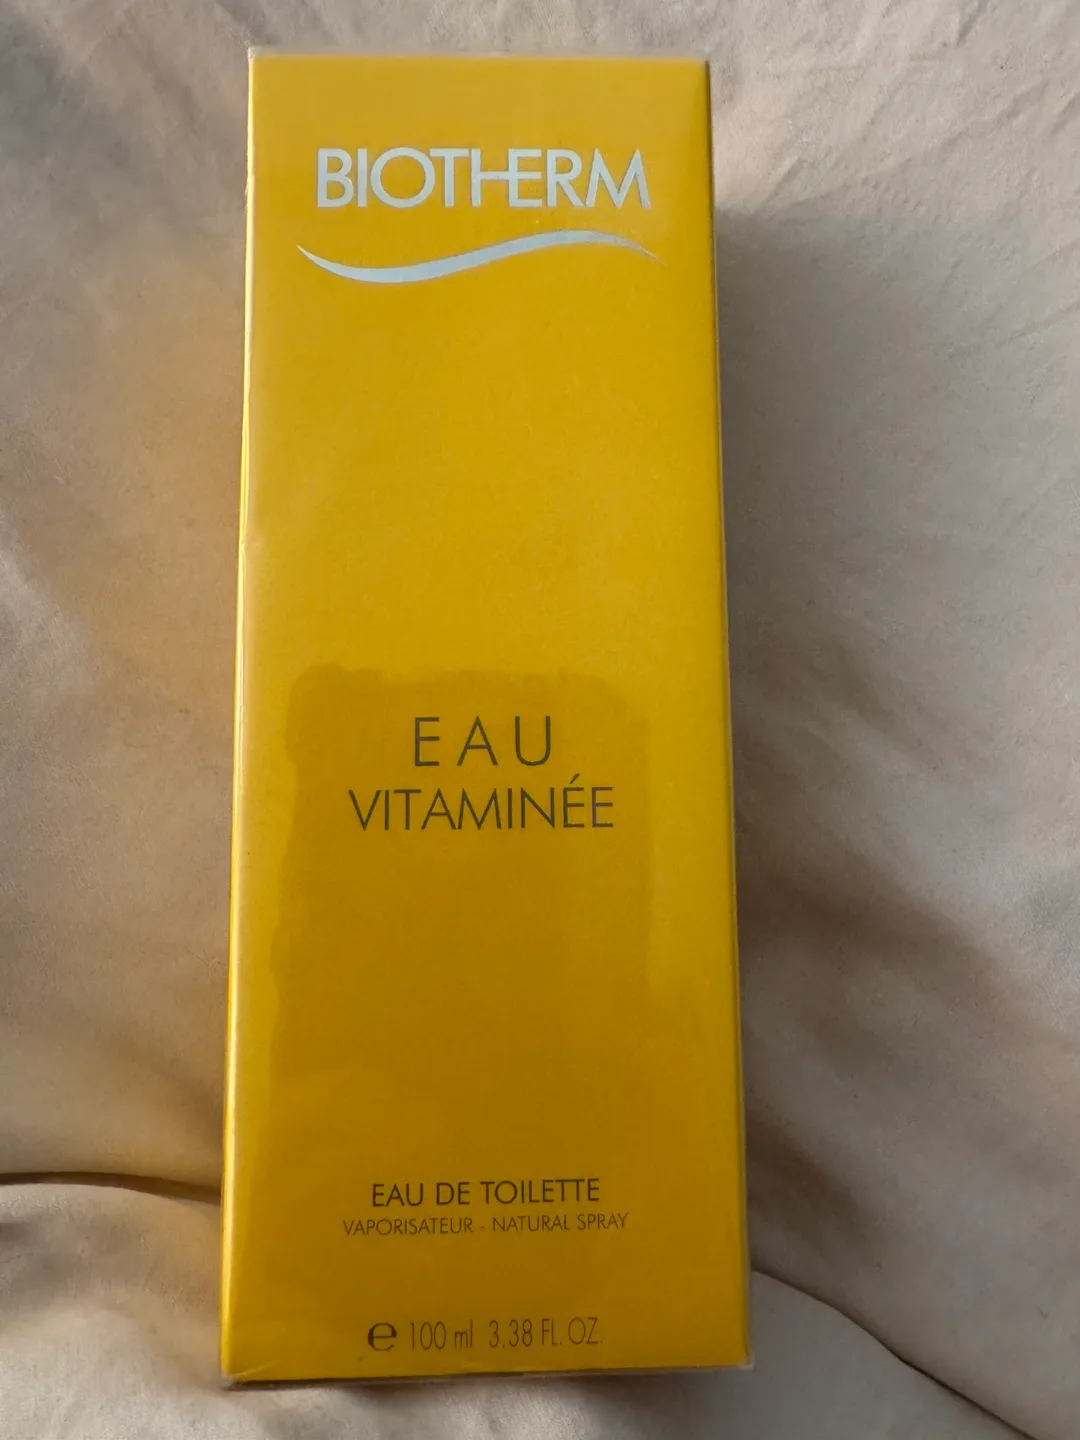 BIOTHERM
EAU
VITAMINÉE
EAU DE TOILETTE
VAPORISATEUR - NATURAL SPRAY
℮ 100 ml 3.38 FL. OZ.